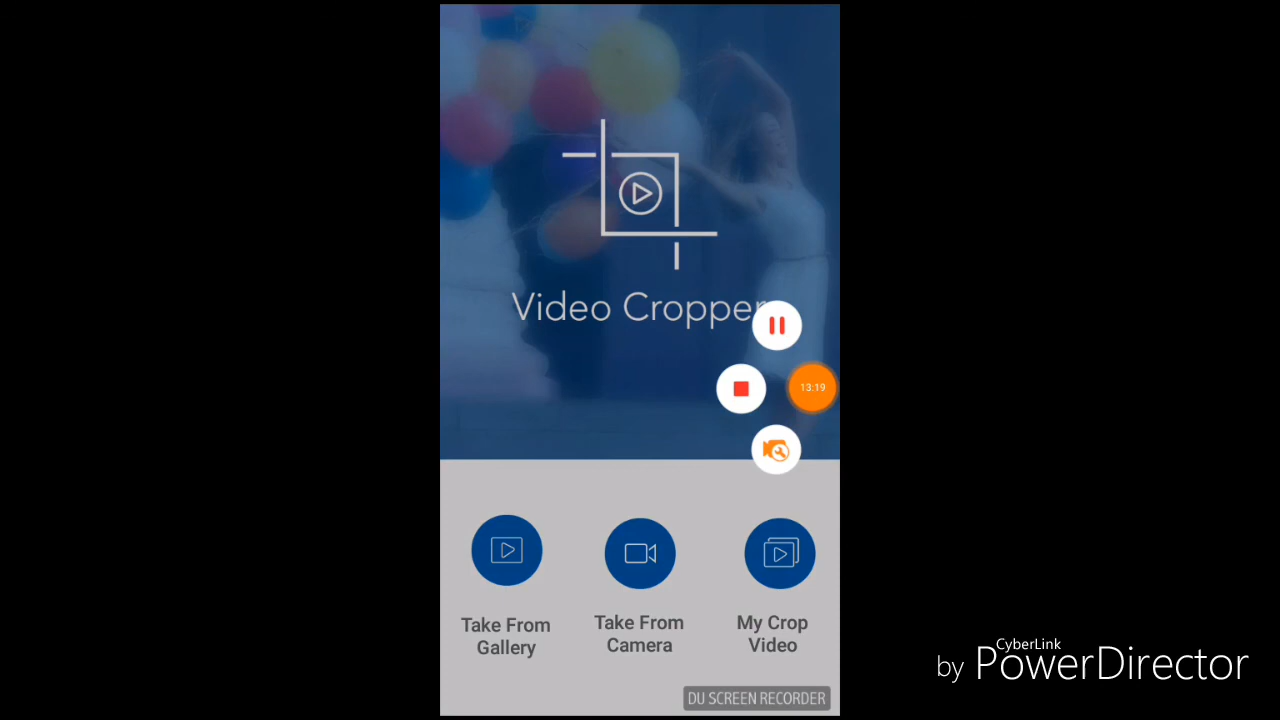 Video Cropper
13:19
Take From
Gallery
Take From
Camera
My Crop
Video
DU SCREEN RECORDER
CyberLink
by PowerDirector